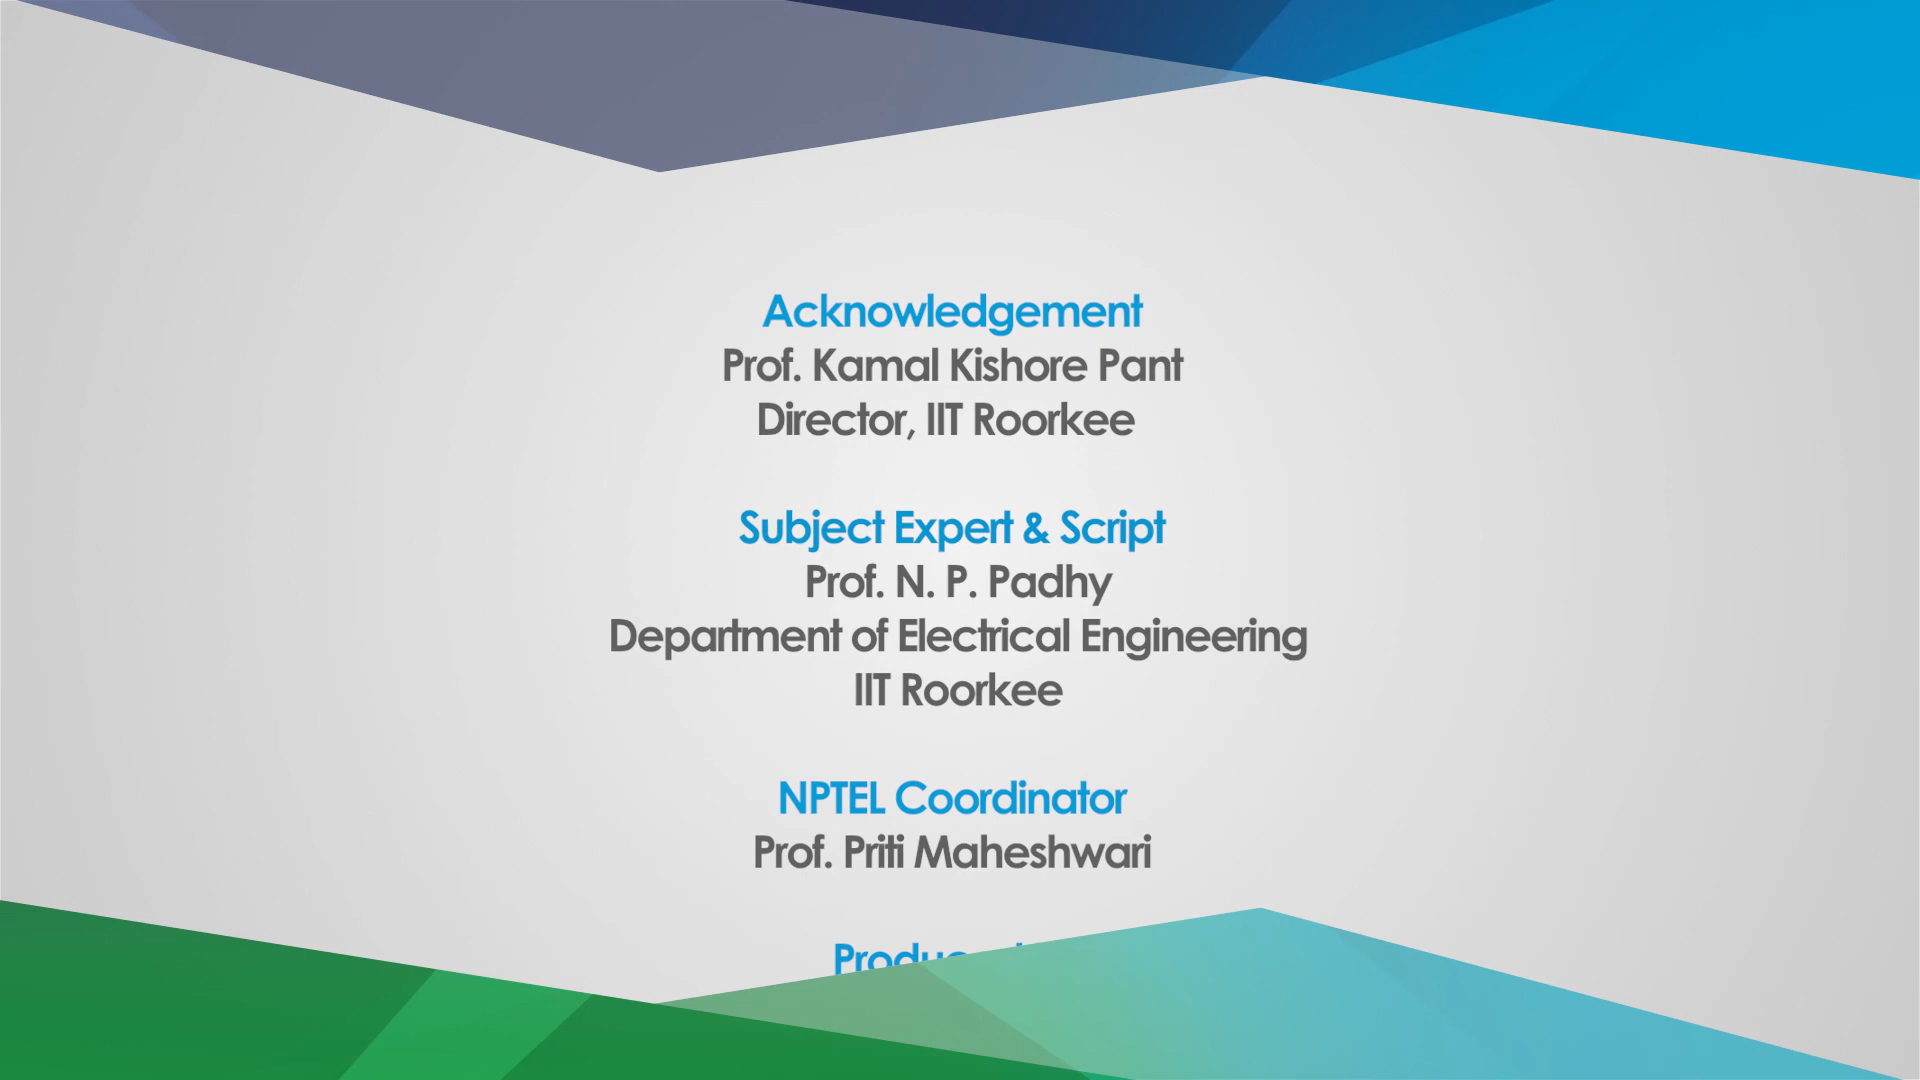 Acknowledgement
Prof. Kamal Kishore Pant
Director, IIT Roorkee
Subject Expert & Script
Prof. N. P. Padhy
Department of Electrical Engineering
IIT Roorkee
NPTEL Coordinator
Prof. Priti Maheshwari